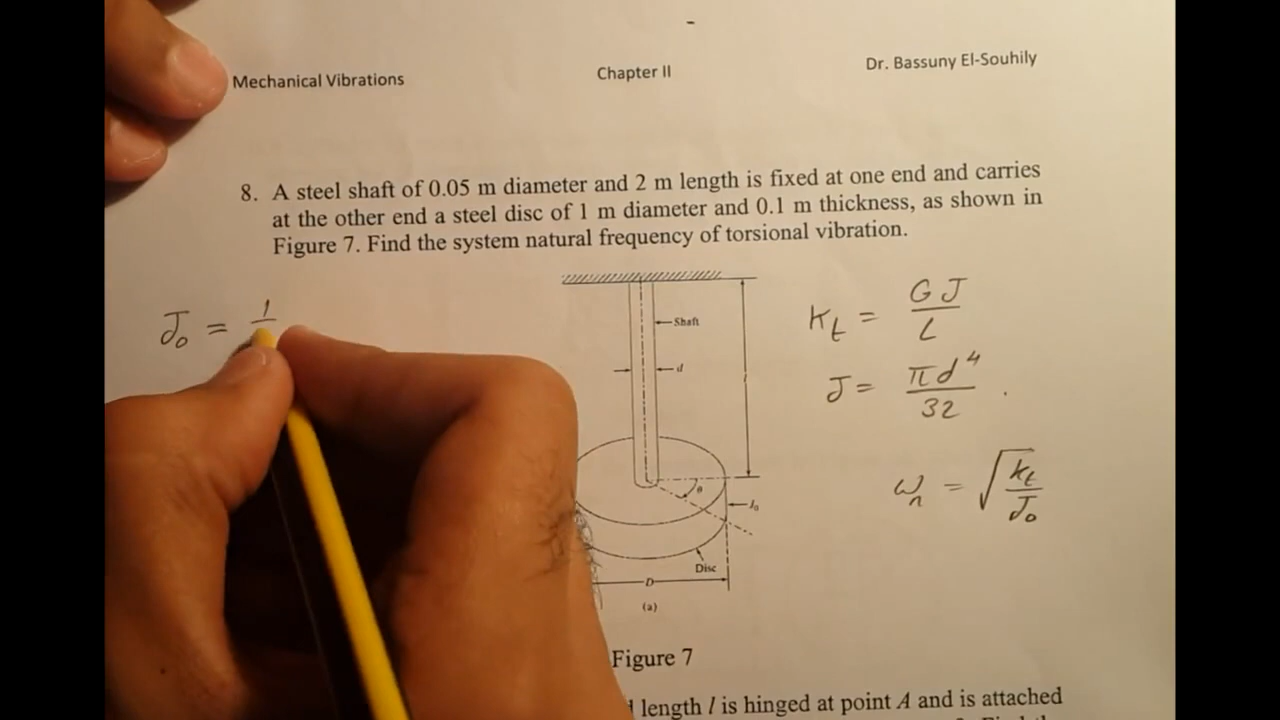 Mechanical Vibrations
Chapter II
Dr. Bassuny El-Souhily
8. A steel shaft of 0.05 m diameter and 2 m length is fixed at one end and carries
at the other end a steel disc of 1 m diameter and 0.1 m thickness, as shown in
Figure 7. Find the system natural frequency of torsional vibration.
J₀ = 1
Shaft
d
l
θ
J₀
Disc
D
(a)
K_t = GJ/L
J = πd⁴/32
ω_n = √(K_t/J₀)
Figure 7
length l is hinged at point A and is attached